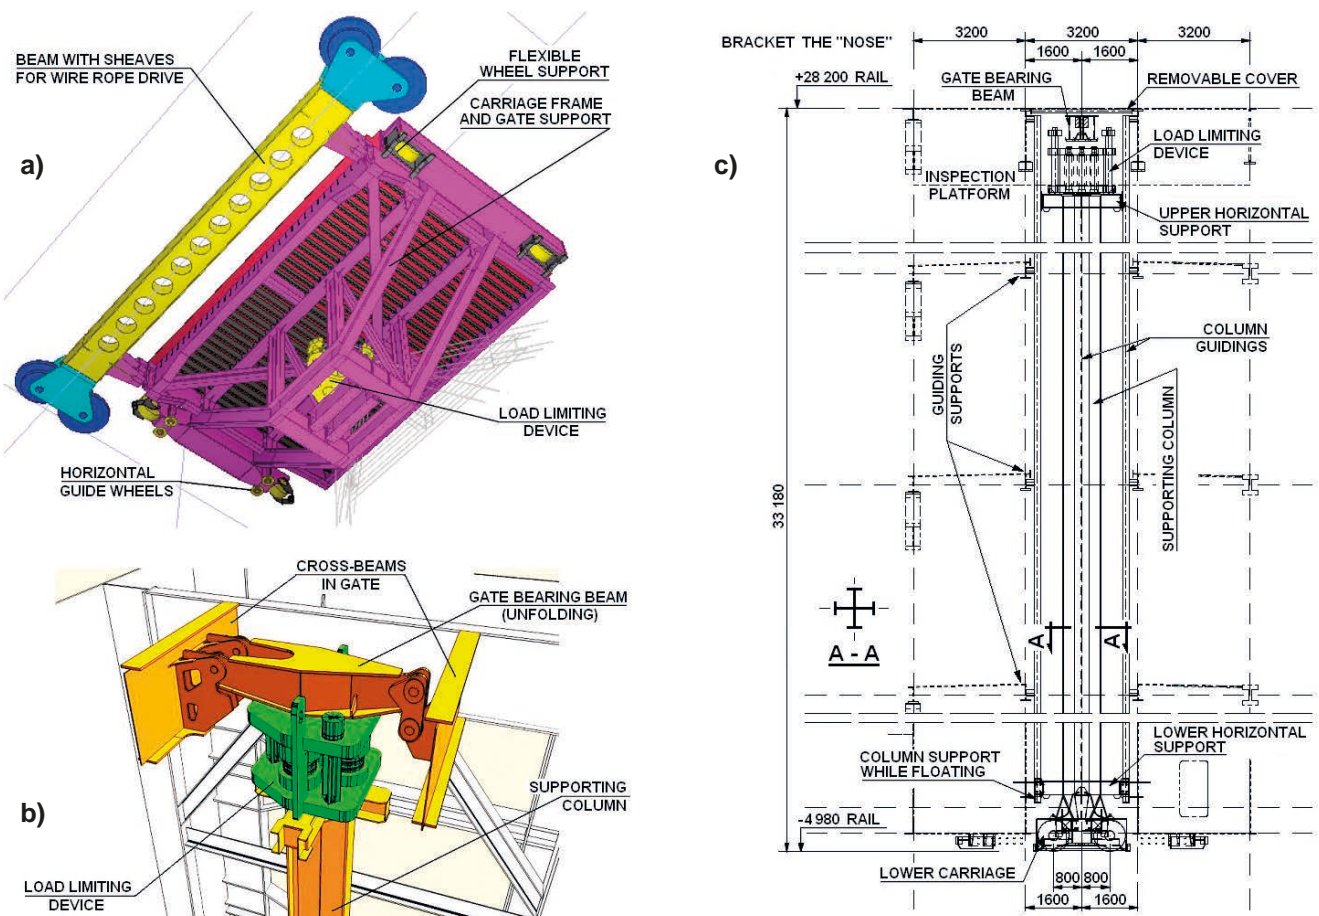 a)
BEAM WITH SHEAVES
FOR WIRE ROPE DRIVE
FLEXIBLE
WHEEL SUPPORT
CARRIAGE FRAME
AND GATE SUPPORT
LOAD LIMITING
DEVICE
HORIZONTAL
GUIDE WHEELS
b)
CROSS-BEAMS
IN GATE
GATE BEARING BEAM
(UNFOLDING)
SUPPORTING
COLUMN
LOAD LIMITING
DEVICE
c)
BRACKET THE "NOSE"
3200
3200
3200
1600
1600
+28 200 RAIL
GATE BEARING
BEAM
REMOVABLE COVER
LOAD LIMITING
DEVICE
INSPECTION
PLATFORM
UPPER HORIZONTAL
SUPPORT
COLUMN
GUIDINGS
GUIDING
SUPPORTS
SUPPORTING COLUMN
33 180
A
A
A - A
LOWER HORIZONTAL
SUPPORT
COLUMN SUPPORT
WHILE FLOATING
-4 980 RAIL
LOWER CARRIAGE
800
800
1600
1600